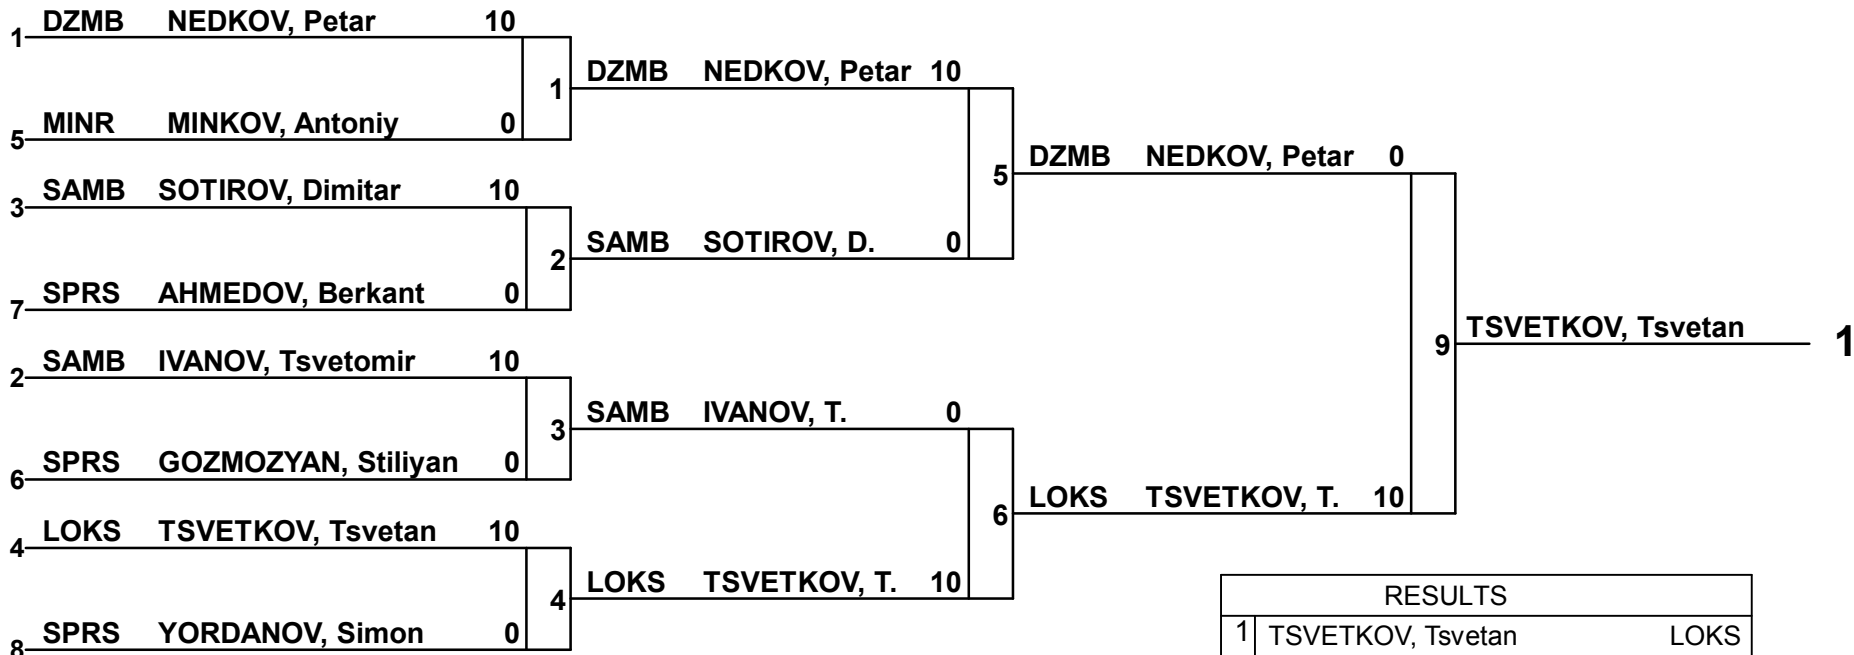 1 DZMB NEDKOV, Petar 10
5 MINR MINKOV, Antoniy 0
1
3 SAMB SOTIROV, Dimitar 10
7 SPRS AHMEDOV, Berkant 0
2
2 SAMB IVANOV, Tsvetomir 10
6 SPRS GOZMOZYAN, Stiliyan 0
3
4 LOKS TSVETKOV, Tsvetan 10
8 SPRS YORDANOV, Simon 0
4
DZMB NEDKOV, Petar 10
SAMB SOTIROV, D. 0
5
SAMB IVANOV, T. 0
LOKS TSVETKOV, T. 10
6
DZMB NEDKOV, Petar 0
LOKS TSVETKOV, T. 10
9
TSVETKOV, Tsvetan 1
RESULTS
1 TSVETKOV, Tsvetan LOKS